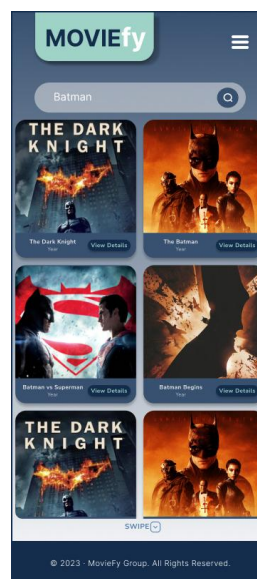 MOVIEfy
Batman
THE DARK
KNIGHT
The Dark Knight
Year
View Details
The Batman
Year
View Details
Batman vs Superman
Year
View Details
Batman Begins
Year
View Details
THE DARK
KNIGHT
SWIPE
© 2023 - MovieFy Group. All Rights Reserved.